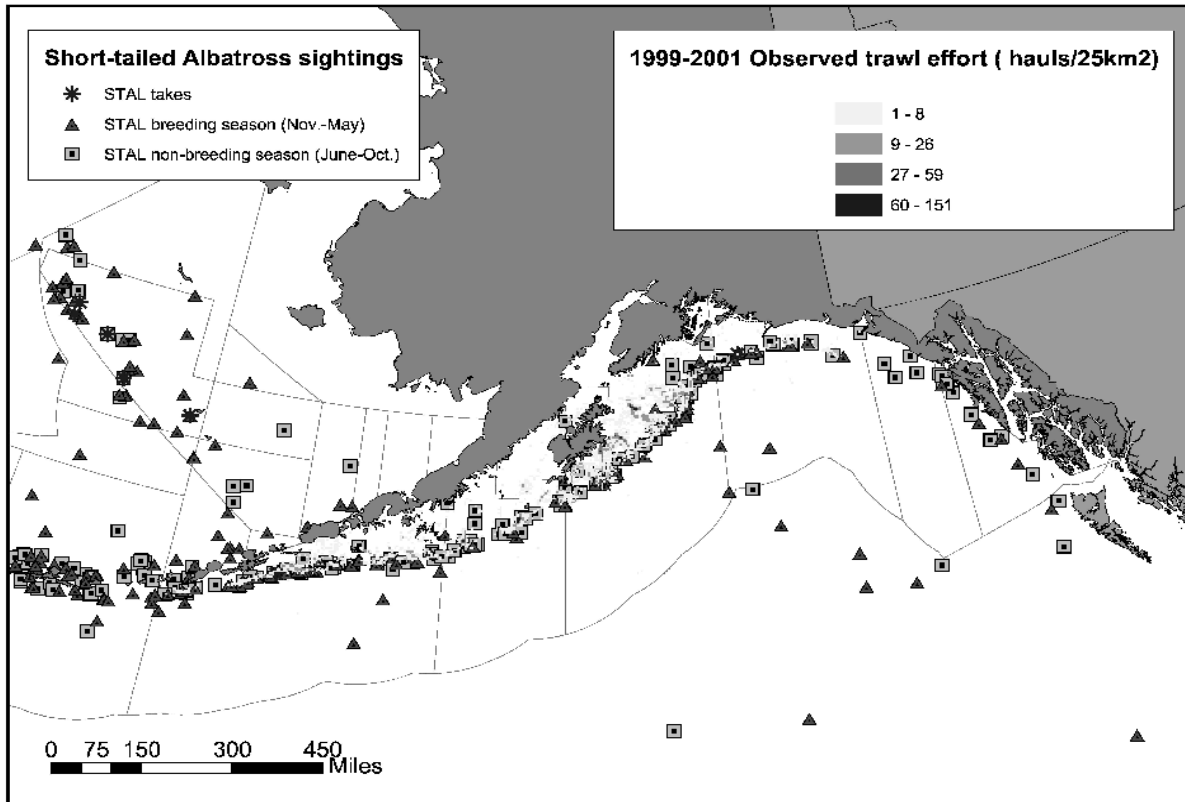 Short-tailed Albatross sightings
STAL takes
STAL breeding season (Nov.-May)
STAL non-breeding season (June-Oct.)
1999-2001 Observed trawl effort ( hauls/25km2)
1 - 8
9 - 26
27 - 59
60 - 151
0 75 150 300 450
Miles